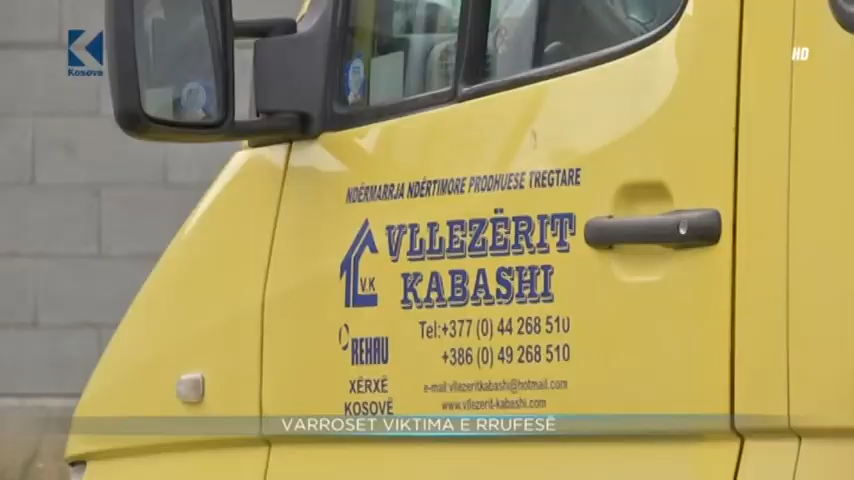 Kosova
HD
NDËRMARRJA NDËRTIMORE PRODHUESE TREGTARE
VLLEZËRIT
KABASHI
V.K
Tel:+377 (0) 44 268 510
+386 (0) 49 268 510
REHAU
XËRXË
KOSOVË
e-mail:vllezeritkabashi@hotmail.com
www.vllezerit-kabashi.com
VARROSET VIKTIMA E RRUFESË